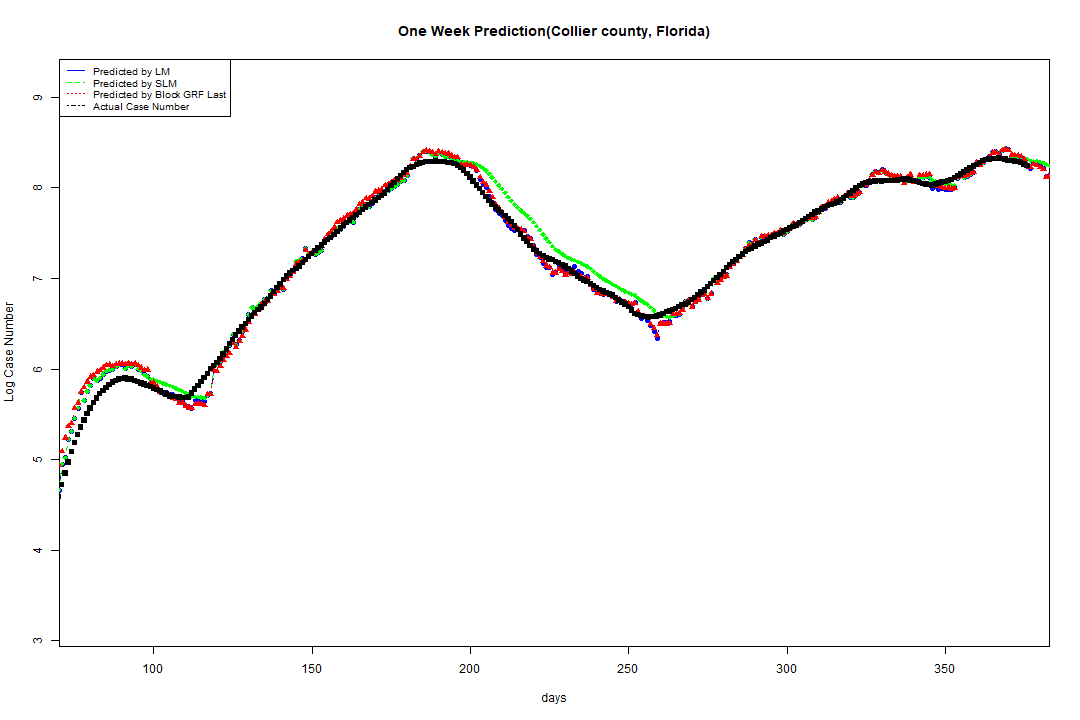 One Week Prediction(Collier county, Florida)
Predicted by LM
Predicted by SLM
Predicted by Block GRF Last
Actual Case Number
9
8
7
6
5
4
3
Log Case Number
100 150 200 250 300 350
days